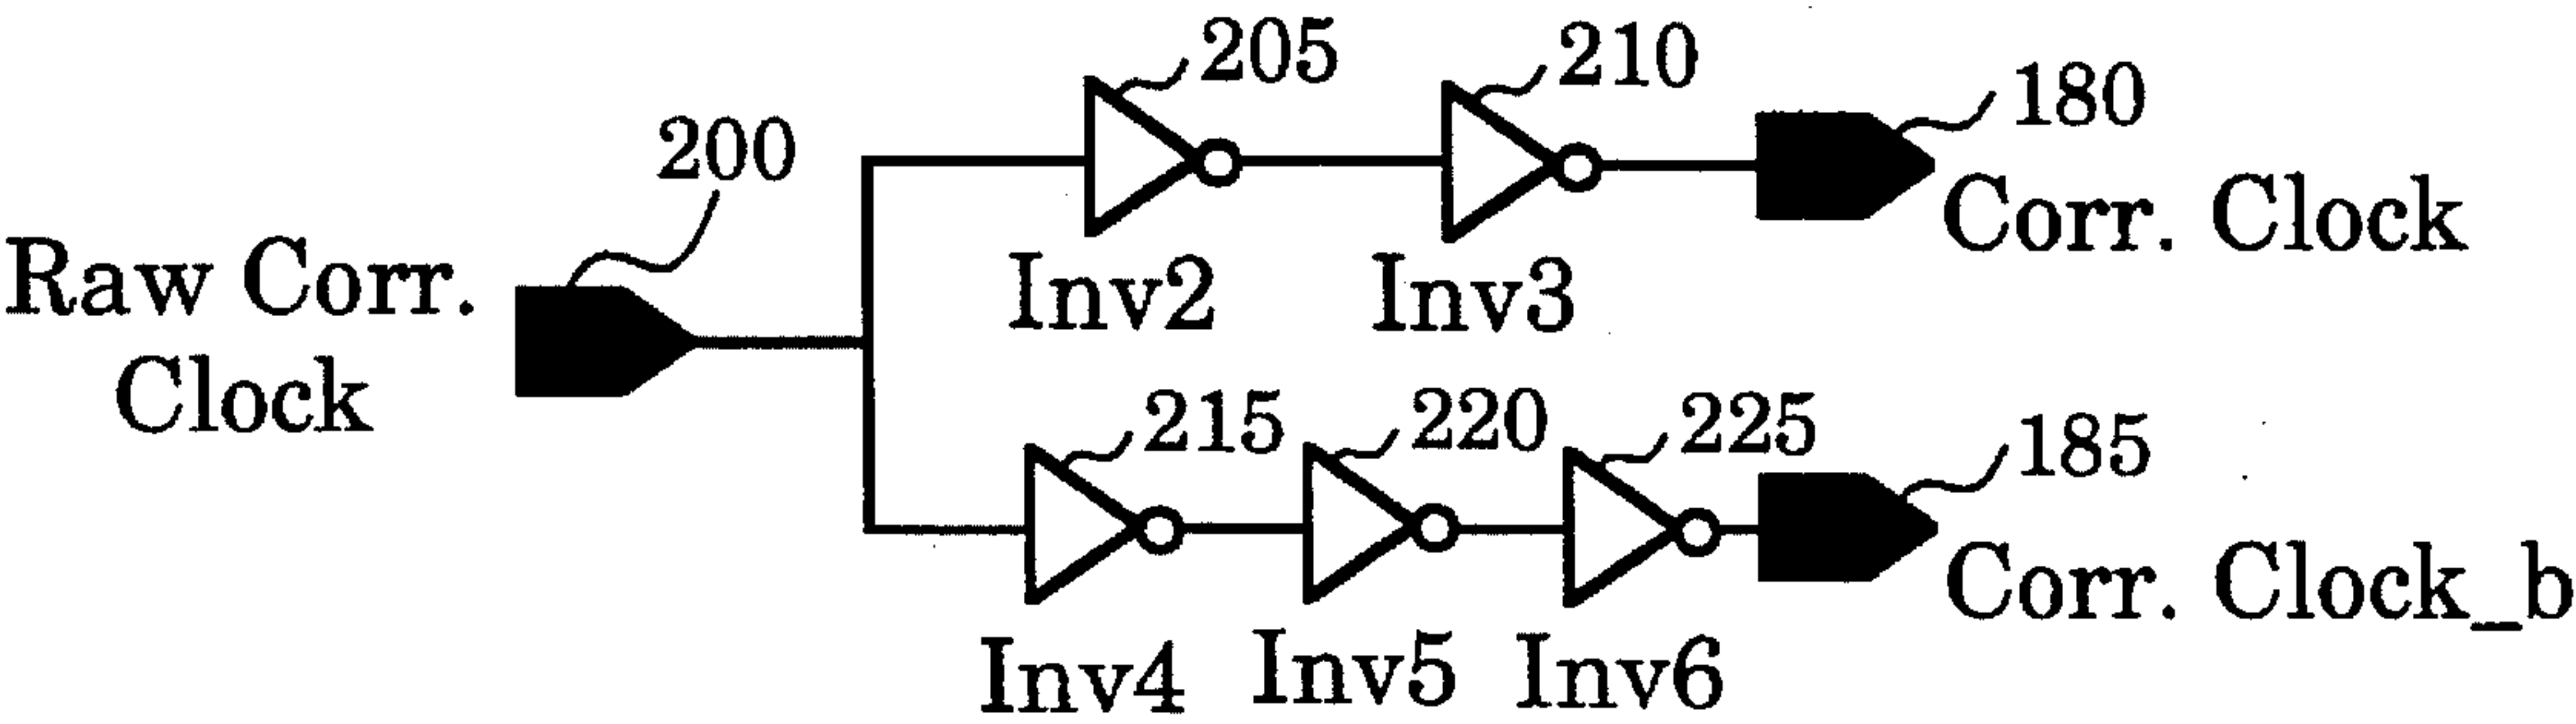 205
210
180
200
Raw Corr.
Clock
Corr. Clock
Inv2
Inv3
215
220
225
185
Corr. Clock_b
Inv4
Inv5
Inv6